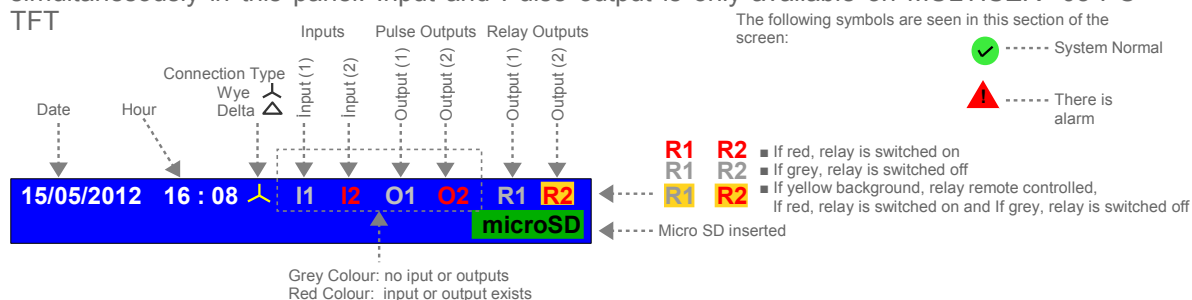 TFT
The following symbols are seen in this section of the
screen:
Inputs Pulse Outputs Relay Outputs
System Normal
Connection Type
Wye
Delta
İnput (1)
İnput (2)
Output (1)
Output (2)
Output (1)
Output (2)
Date
Hour
There is
alarm
R1 R2 ■ If red, relay is switched on
R1 R2 ■ If grey, relay is switched off
R1 R2 ■ If yellow background, relay remote controlled,
If red, relay is switched on and If grey, relay is switched off
15/05/2012 16 : 08 I1 I2 O1 O2 R1 R2
microSD
Micro SD inserted
Grey Colour: no iput or outputs
Red Colour: input or output exists